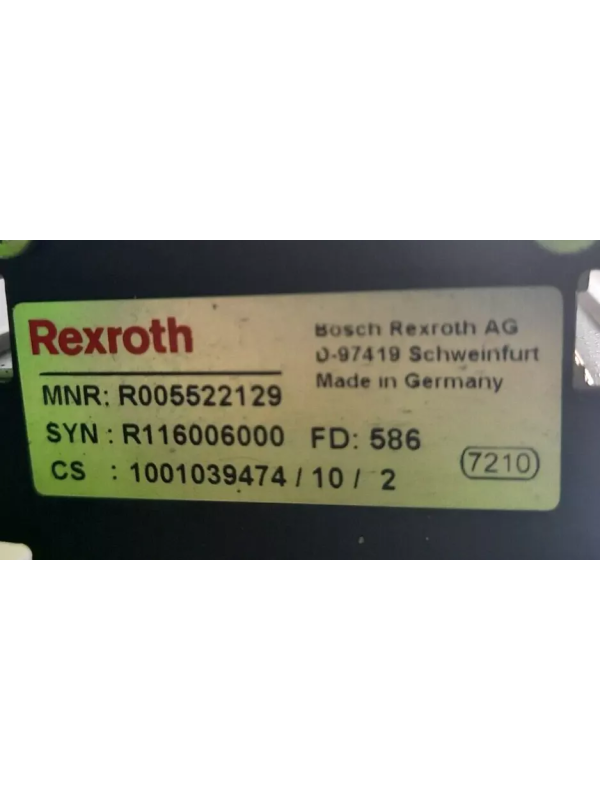 Rexroth
Bosch Rexroth AG
D-97419 Schweinfurt
Made in Germany
MNR: R005522129
SYN : R116006000 FD: 586
CS : 1001039474 / 10 / 2
7210